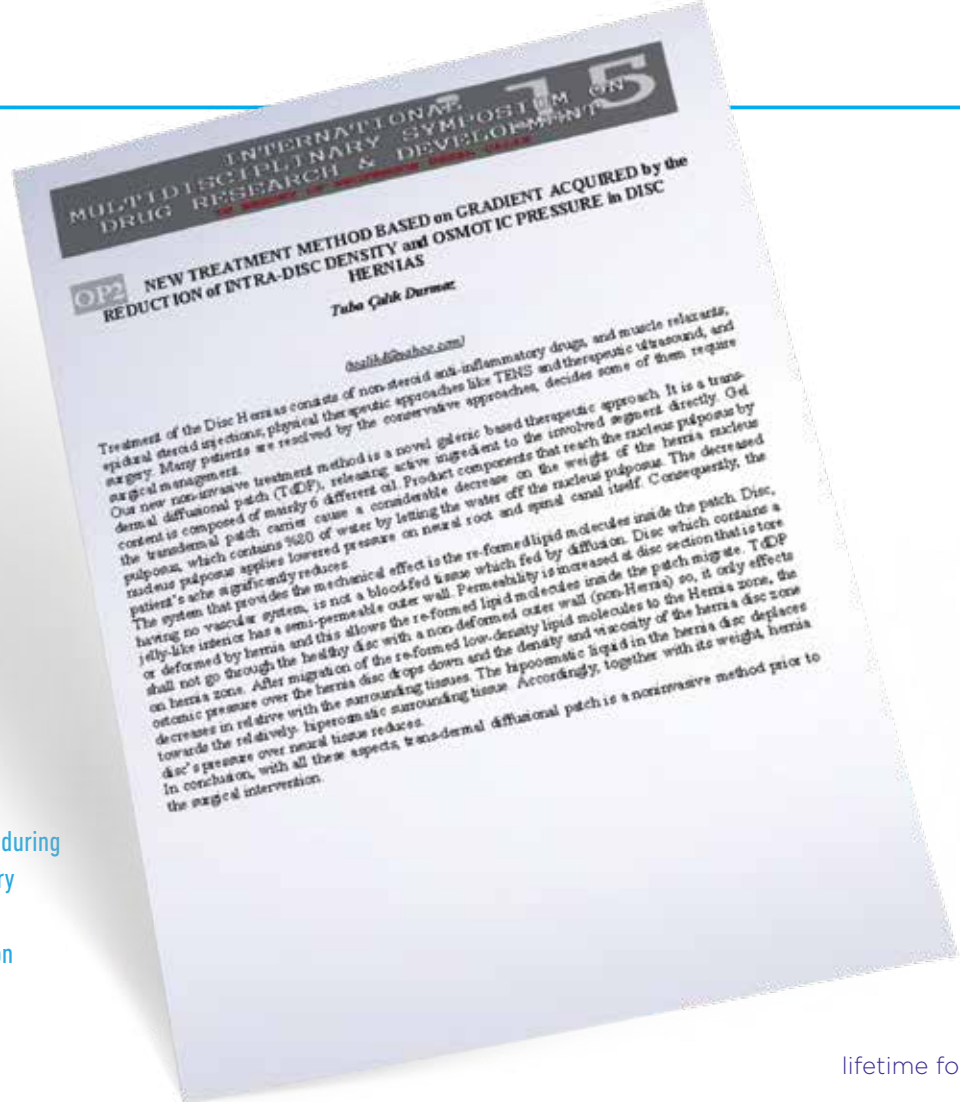 INTERNATIONAL
MULTIDISCIPLINARY SYMPOSIUM ON
DRUG RESEARCH & DEVELOPMENT
15
OP2 NEW TREATMENT METHOD BASED on GRADIENT ACQUIRED by the
REDUCTION of INTRA-DISC DENSITY and OSMOTIC PRESSURE in DISC
HERNIAS
Tuba Çalık Durmaz
Treatment of the Disc Hernias consists of non-steroid anti-inflammatory drugs, and muscle relaxants,
epidural steroid injections; physical therapeutic approaches like TENS and therapeutic ultrasound, and
surgery. Many patients are resolved by the conservative approaches, decides some of them require
surgical management.
Our new non-invasive treatment method is a novel galenic based therapeutic approach. It is a trans-
dermal diffusional patch (TdDP), releasing active ingredient to the involved segment directly. Gel
content is composed of mainly 6 different oil. Product components that reach the nucleus pulposus by
the transdermal patch carrier cause a considerable decrease on the weight of the hernia nucleus
pulposus, which contains %20 of water by letting the water off the nucleus pulposus. The decreased
nucleus pulposus applies lowered pressure on neural root and spinal canal itself. Consequently, the
patient's ache significantly reduces.
The system that provides the mechanical effect is the re-formed lipid molecules inside the patch. Disc,
having no vascular system, is not a blood-fed tissue which fed by diffusion. Disc which contains a
jelly-like interior has a semi-permeable outer wall. Permeability is increased at disc section that is tore
or deformed by hernia and this allows the re-formed lipid molecules inside the patch migrate. TdDP
shall not go through the healthy disc with a non-deformed outer wall (non-Hernia) so, it only effects
on hernia zone. After migration of the re-formed low-density lipid molecules to the Hernia zone, the
ostomic pressure over the hernia disc drops down and the density and viscosity of the hernia disc zone
decreases in relative with the surrounding tissues. The hipoosmatic liquid in the hernia disc deplaces
towards the relatively- hiperosmatic surrounding tissue. Accordingly, together with its weight, hernia
disc's pressure over neural tissue reduces.
In conclusion, with all these aspects, trans-dermal diffusional patch is a noninvasive method prior to
the surgical intervention.
during
ry
on
lifetime fo